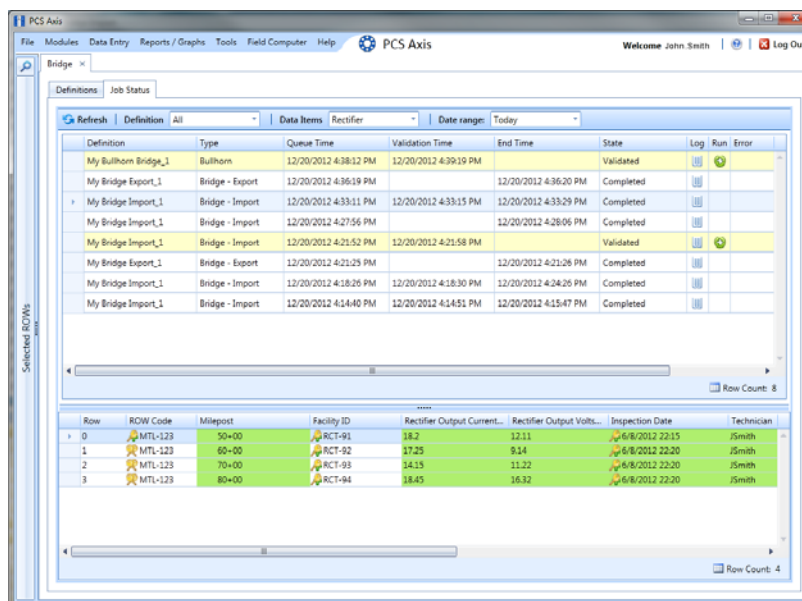 PCS Axis
File Modules Data Entry Reports / Graphs Tools Field Computer Help PCS Axis Welcome John.Smith Log Ou
Bridge ×
Definitions Job Status
Refresh Definition All Data Items Rectifier Date range: Today
Definition Type Queue Time Validation Time End Time State Log Run Error
My Bullhorn Bridge_1 Bullhorn 12/20/2012 4:38:12 PM 12/20/2012 4:39:19 PM Validated
My Bridge Export_1 Bridge - Export 12/20/2012 4:36:19 PM 12/20/2012 4:36:20 PM Completed
My Bridge Import_1 Bridge - Import 12/20/2012 4:33:11 PM 12/20/2012 4:33:15 PM 12/20/2012 4:33:29 PM Completed
My Bridge Import_1 Bridge - Import 12/20/2012 4:27:56 PM 12/20/2012 4:28:06 PM Completed
My Bridge Import_1 Bridge - Import 12/20/2012 4:21:52 PM 12/20/2012 4:21:58 PM Validated
My Bridge Export_1 Bridge - Export 12/20/2012 4:21:25 PM 12/20/2012 4:21:26 PM Completed
My Bridge Import_1 Bridge - Import 12/20/2012 4:18:26 PM 12/20/2012 4:18:30 PM 12/20/2012 4:24:26 PM Completed
My Bridge Import_1 Bridge - Import 12/20/2012 4:14:40 PM 12/20/2012 4:14:51 PM 12/20/2012 4:15:47 PM Completed
Selected ROWs
Row Count: 8
Row ROW Code Milepost Facility ID Rectifier Output Current... Rectifier Output Volts... Inspection Date Technician
0 MTL-123 50+00 RCT-91 18.2 12.11 6/8/2012 22:15 JSmith
1 MTL-123 60+00 RCT-92 17.25 9.14 6/8/2012 22:20 JSmith
2 MTL-123 70+00 RCT-93 14.15 11.22 6/8/2012 22:20 JSmith
3 MTL-123 80+00 RCT-94 18.45 16.32 6/8/2012 22:20 JSmith
Row Count: 4